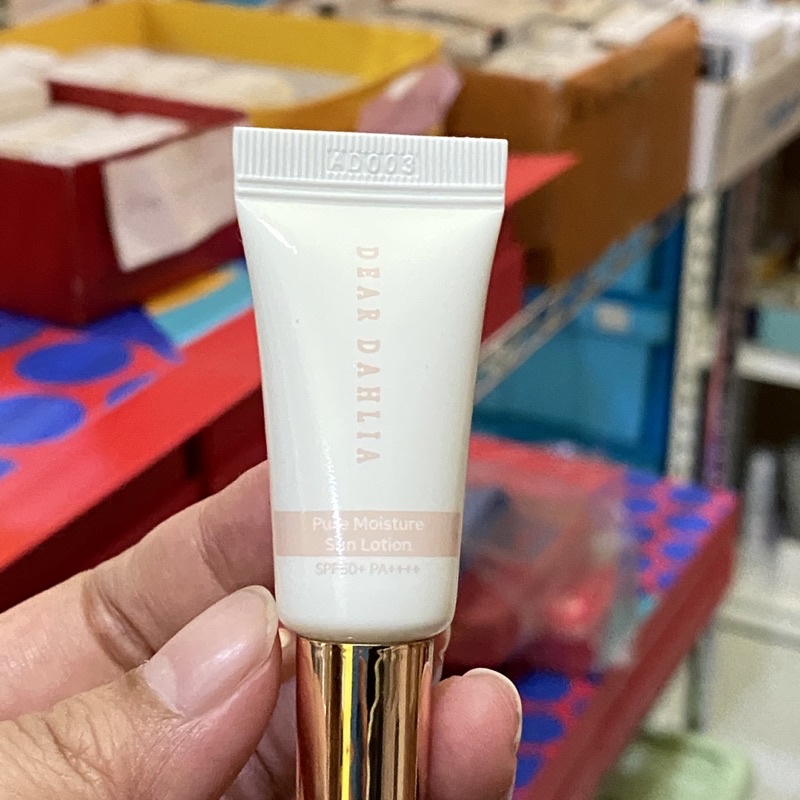 AD003
DEAR DAHLIA
Pure Moisture
Sun Lotion
SPF50+ PA++++